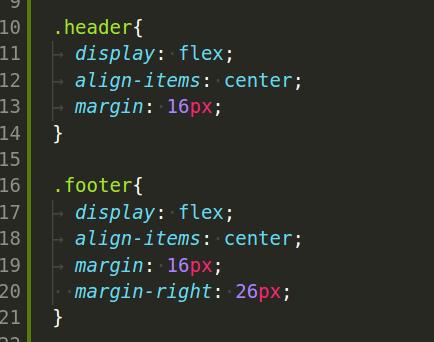 9
10 .header{
11 display: flex;
12 align-items: center;
13 margin: 16px;
14 }
15
16 .footer{
17 display: flex;
18 align-items: center;
19 margin: 16px;
20 margin-right: 26px;
21 }
22